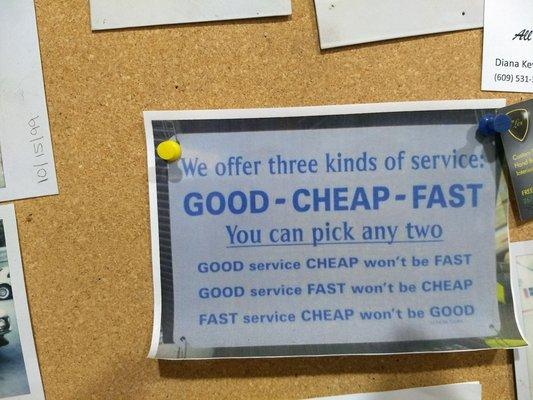 We offer three kinds of service:
GOOD - CHEAP - FAST
You can pick any two
GOOD service CHEAP won't be FAST
GOOD service FAST won't be CHEAP
FAST service CHEAP won't be GOOD
10/15/99
All
Diana
(609) 531-